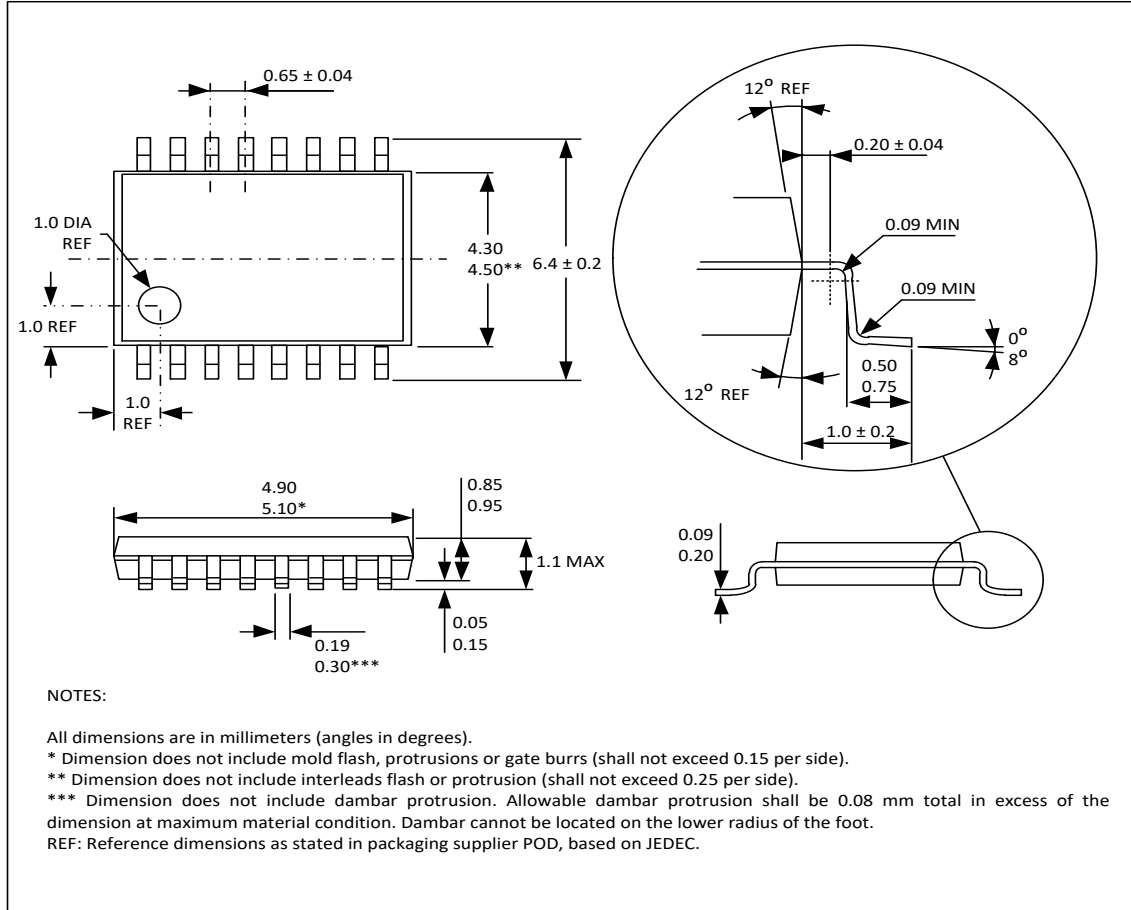 0.65 ± 0.04
1.0 DIA
REF
1.0 REF
1.0
REF
4.30
4.50**
6.4 ± 0.2
12° REF
0.20 ± 0.04
0.09 MIN
0.09 MIN
0°
8°
0.50
0.75
12° REF
1.0 ± 0.2
4.90
5.10*
0.85
0.95
1.1 MAX
0.05
0.15
0.19
0.30***
0.09
0.20
NOTES:
All dimensions are in millimeters (angles in degrees).
* Dimension does not include mold flash, protrusions or gate burrs (shall not exceed 0.15 per side).
** Dimension does not include interleads flash or protrusion (shall not exceed 0.25 per side).
*** Dimension does not include dambar protrusion. Allowable dambar protrusion shall be 0.08 mm total in excess of the
dimension at maximum material condition. Dambar cannot be located on the lower radius of the foot.
REF: Reference dimensions as stated in packaging supplier POD, based on JEDEC.